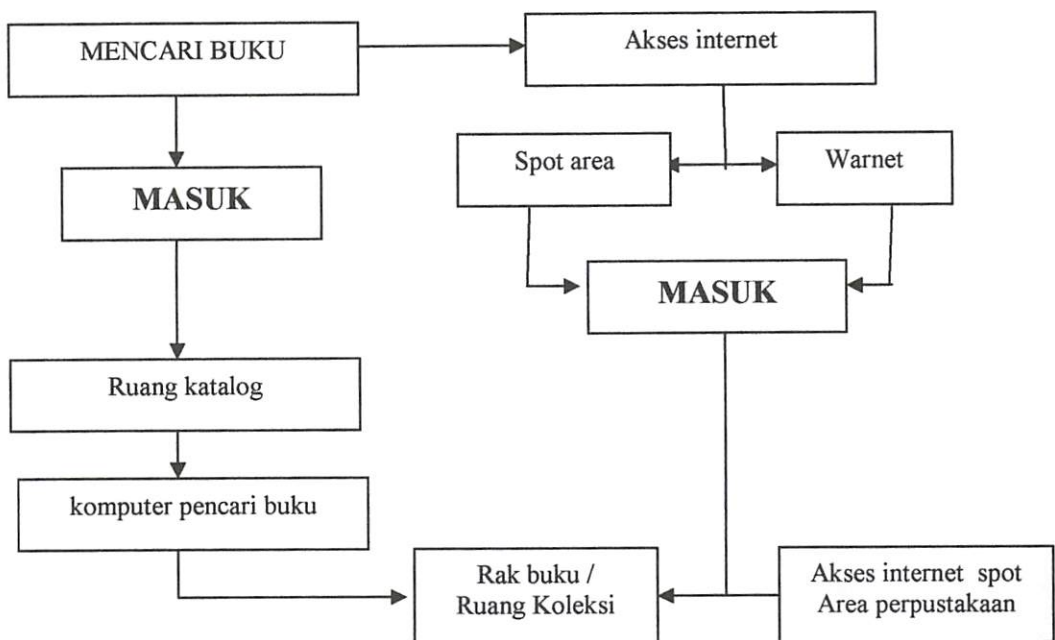 MENCARI BUKU
Akses internet
Spot area
Warnet
MASUK
MASUK
Ruang katalog
komputer pencari buku
Rak buku /
Ruang Koleksi
Akses internet spot
Area perpustakaan